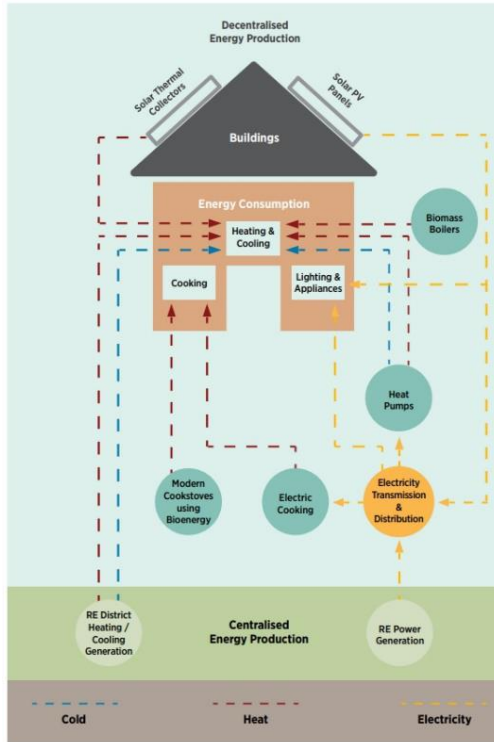 Decentralised
Energy Production
Solar Thermal
Collectors
Solar PV
Panels
Buildings
Energy Consumption
Heating &
Cooling
Biomass
Boilers
Cooking
Lighting &
Appliances
Heat
Pumps
Modern
Cookstoves
using
Bioenergy
Electric
Cooking
Electricity
Transmission
&
Distribution
RE District
Heating /
Cooling
Generation
Centralised
Energy Production
RE Power
Generation
Cold
Heat
Electricity